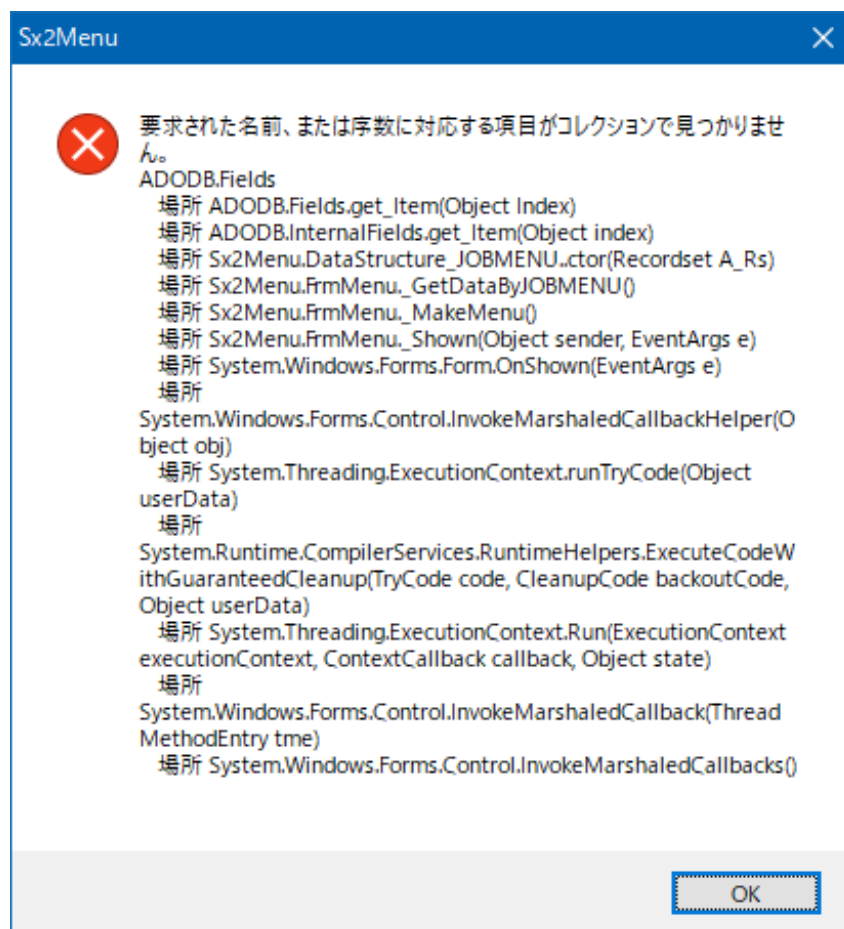 Sx2Menu
要求された名前、または序数に対応する項目がコレクションで見つかりませ
ん。
ADODB.Fields
場所 ADODB.Fields.get_Item(Object Index)
場所 ADODB.InternalFields.get_Item(Object index)
場所 Sx2Menu.DataStructure_JOBMENU..ctor(Recordset A_Rs)
場所 Sx2Menu.FrmMenu._GetDataByJOBMENU()
場所 Sx2Menu.FrmMenu._MakeMenu()
場所 Sx2Menu.FrmMenu._Shown(Object sender, EventArgs e)
場所 System.Windows.Forms.Form.OnShown(EventArgs e)
場所
System.Windows.Forms.Control.InvokeMarshaledCallbackHelper(O
bject obj)
場所 System.Threading.ExecutionContext.runTryCode(Object
userData)
場所
System.Runtime.CompilerServices.RuntimeHelpers.ExecuteCodeW
ithGuaranteedCleanup(TryCode code, CleanupCode backoutCode,
Object userData)
場所 System.Threading.ExecutionContext.Run(ExecutionContext
executionContext, ContextCallback callback, Object state)
場所
System.Windows.Forms.Control.InvokeMarshaledCallback(Thread
MethodEntry tme)
場所 System.Windows.Forms.Control.InvokeMarshaledCallbacks()
OK